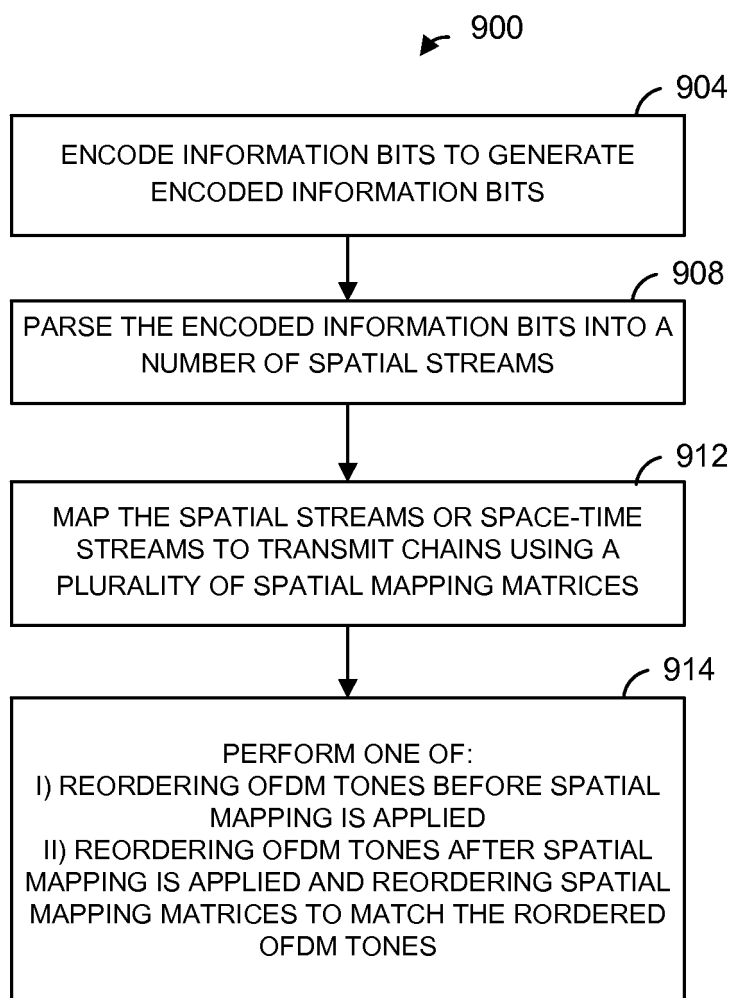 900
904
ENCODE INFORMATION BITS TO GENERATE
ENCODED INFORMATION BITS
908
PARSE THE ENCODED INFORMATION BITS INTO A
NUMBER OF SPATIAL STREAMS
912
MAP THE SPATIAL STREAMS OR SPACE-TIME
STREAMS TO TRANSMIT CHAINS USING A
PLURALITY OF SPATIAL MAPPING MATRICES
914
PERFORM ONE OF:
I) REORDERING OFDM TONES BEFORE SPATIAL
MAPPING IS APPLIED
II) REORDERING OFDM TONES AFTER SPATIAL
MAPPING IS APPLIED AND REORDERING SPATIAL
MAPPING MATRICES TO MATCH THE RORDERED
OFDM TONES